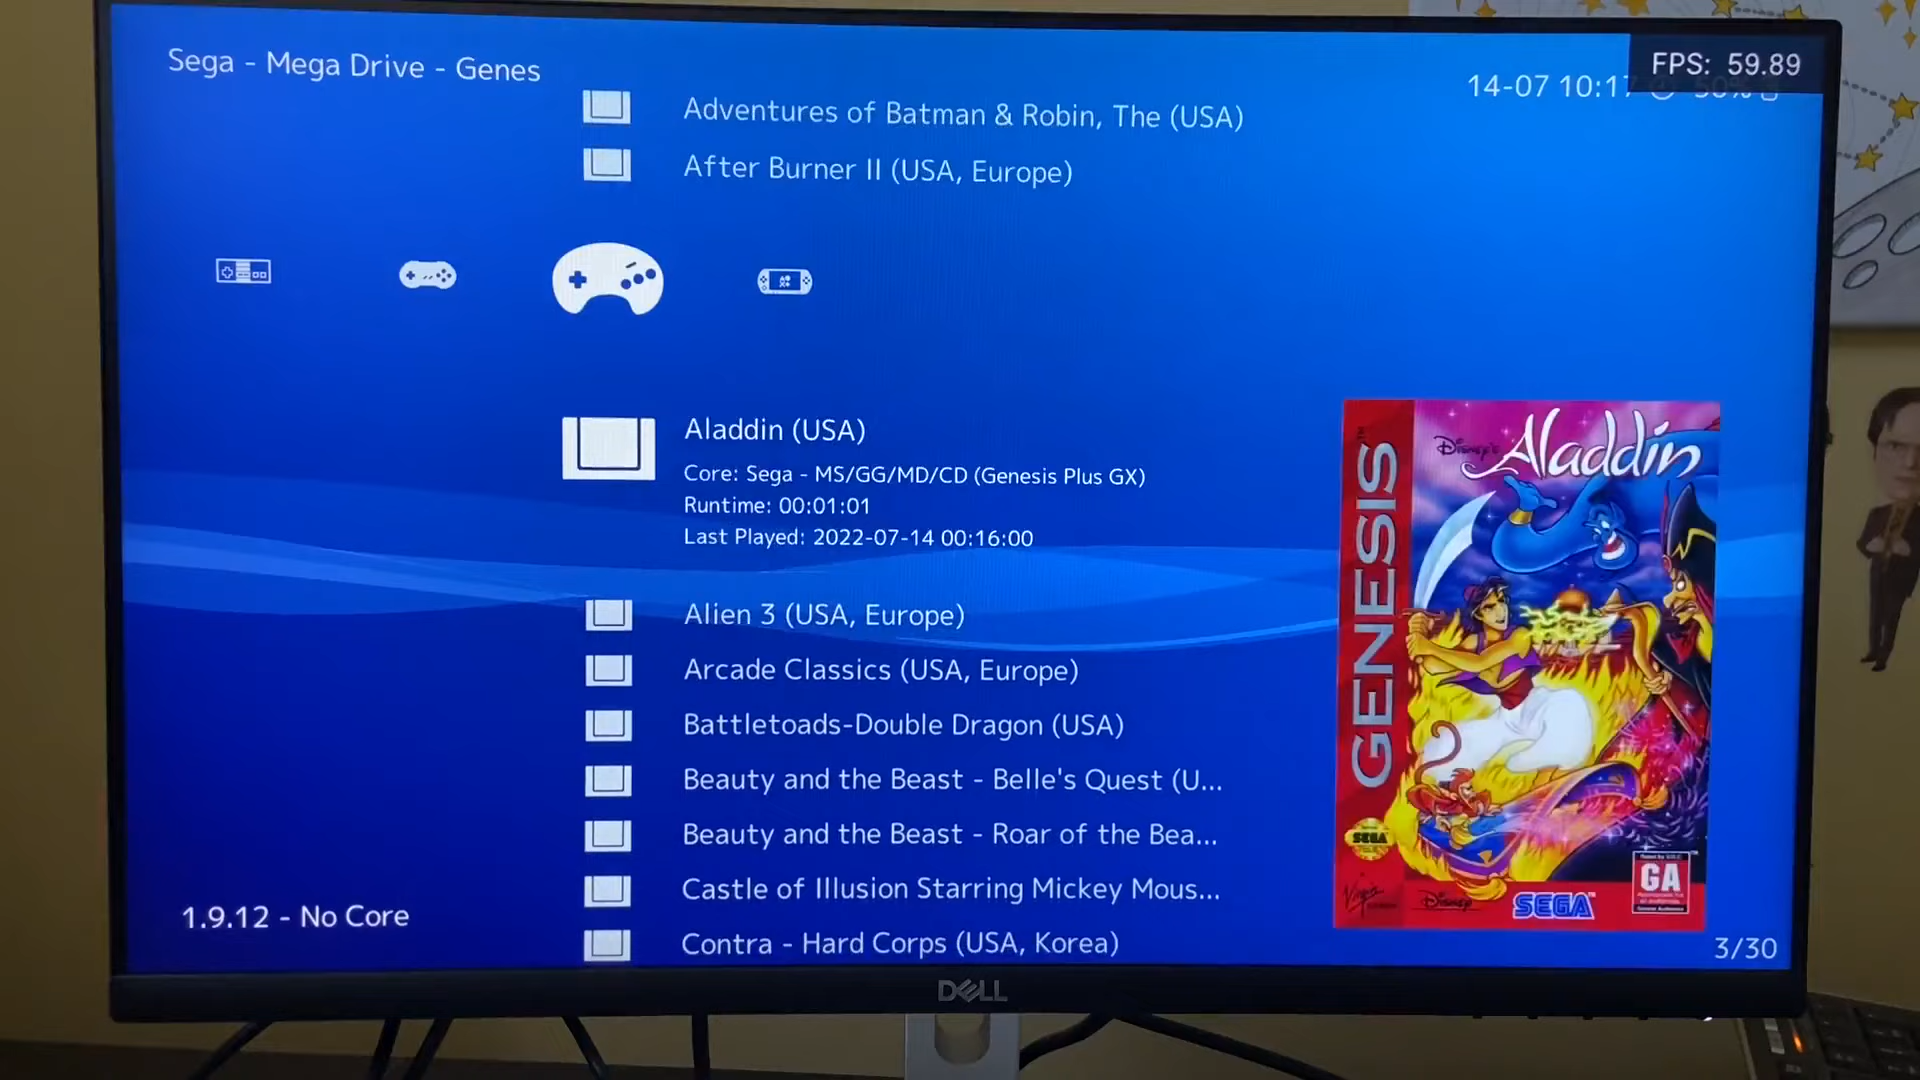 Sega - Mega Drive - Genes
FPS: 59.89
14-07 10:17
Adventures of Batman & Robin, The (USA)
After Burner II (USA, Europe)
Aladdin (USA)
Core: Sega - MS/GG/MD/CD (Genesis Plus GX)
Runtime: 00:01:01
Last Played: 2022-07-14 00:16:00
Alien 3 (USA, Europe)
Arcade Classics (USA, Europe)
Battletoads-Double Dragon (USA)
Beauty and the Beast - Belle's Quest (U...
Beauty and the Beast - Roar of the Bea...
Castle of Illusion Starring Mickey Mous...
Contra - Hard Corps (USA, Korea)
GENESIS
Disney's
Aladdin
SEGA
Virgin
Disney
SEGA
GA
1.9.12 - No Core
3/30
DELL